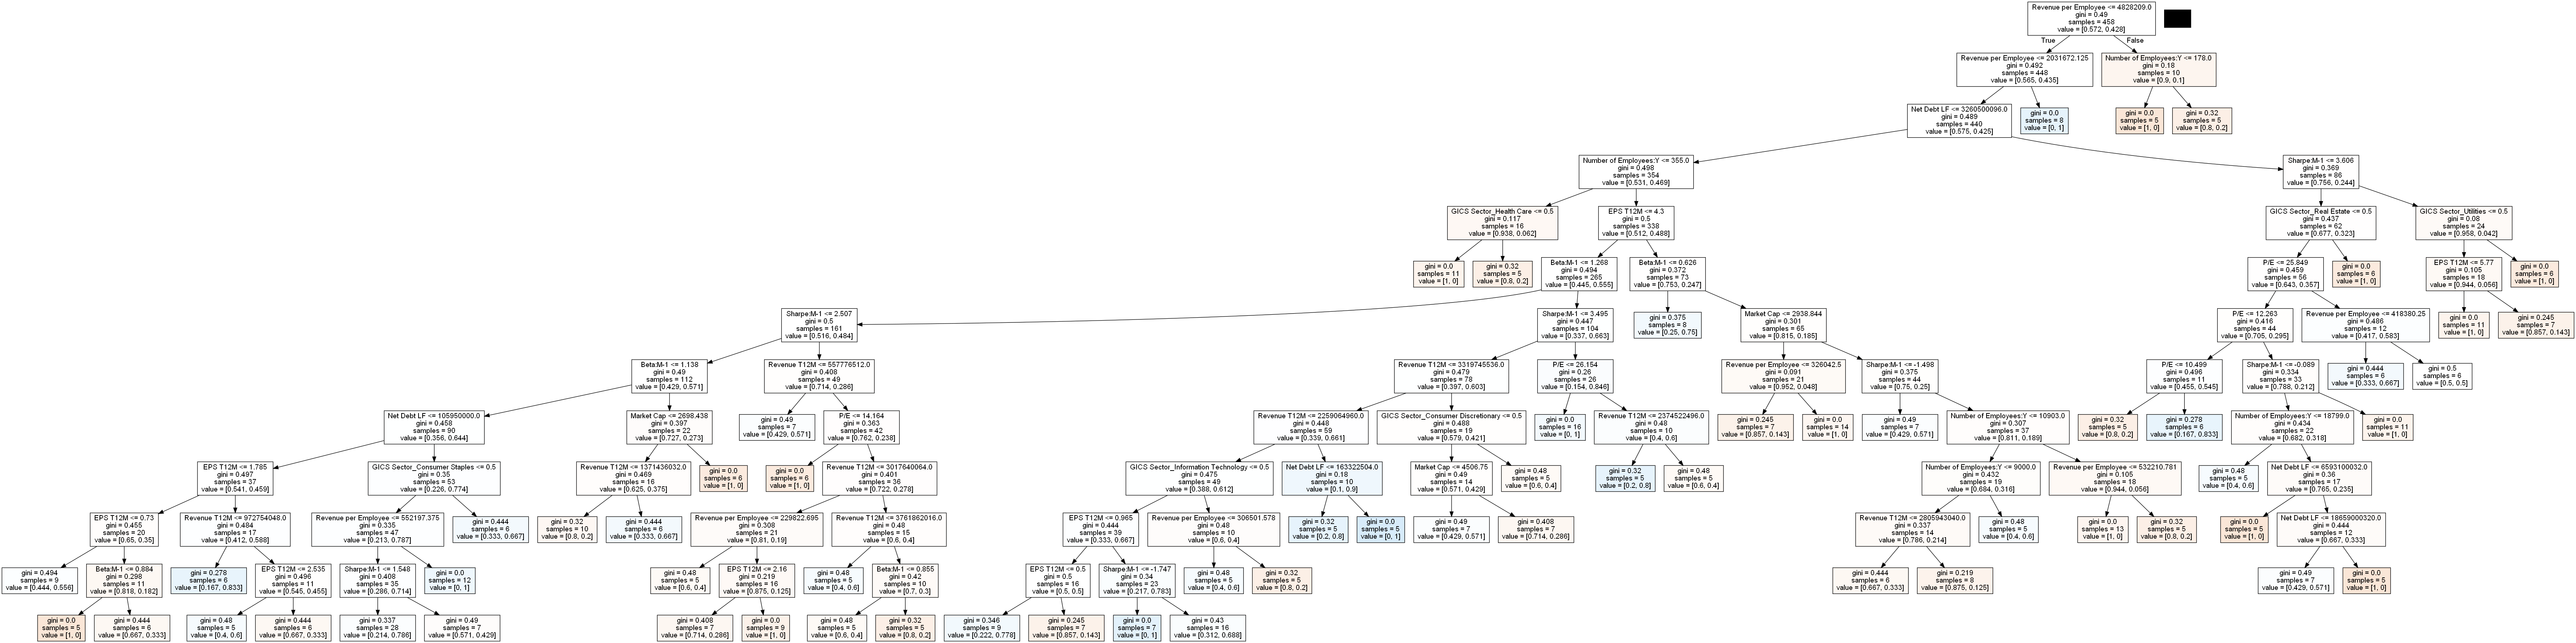 Revenue per Employee <= 4828209.0
gini = 0.49
samples = 458
value = [0.572, 0.428]
True
False
Revenue per Employee <= 2031672.125
gini = 0.492
samples = 448
value = [0.565, 0.435]
Number of Employees:Y <= 178.0
gini = 0.18
samples = 10
value = [0.9, 0.1]
Net Debt LF <= 3260500096.0
gini = 0.489
samples = 440
value = [0.575, 0.425]
gini = 0.0
samples = 8
value = [0, 1]
gini = 0.0
samples = 5
value = [1, 0]
gini = 0.32
samples = 5
value = [0.8, 0.2]
Number of Employees:Y <= 355.0
gini = 0.498
samples = 354
value = [0.531, 0.469]
Sharpe:M-1 <= 3.606
gini = 0.369
samples = 86
value = [0.756, 0.244]
GICS Sector_Health Care <= 0.5
gini = 0.117
samples = 16
value = [0.938, 0.062]
EPS T12M <= 4.3
gini = 0.5
samples = 338
value = [0.512, 0.488]
GICS Sector_Real Estate <= 0.5
gini = 0.437
samples = 62
value = [0.677, 0.323]
GICS Sector_Utilities <= 0.5
gini = 0.08
samples = 24
value = [0.958, 0.042]
gini = 0.0
samples = 11
value = [1, 0]
gini = 0.32
samples = 5
value = [0.8, 0.2]
Beta:M-1 <= 1.268
gini = 0.494
samples = 265
value = [0.445, 0.555]
Beta:M-1 <= 0.626
gini = 0.372
samples = 73
value = [0.753, 0.247]
P/E <= 25.849
gini = 0.459
samples = 56
value = [0.643, 0.357]
gini = 0.0
samples = 6
value = [1, 0]
EPS T12M <= 5.77
gini = 0.105
samples = 18
value = [0.944, 0.056]
gini = 0.0
samples = 6
value = [1, 0]
Sharpe:M-1 <= 2.507
gini = 0.5
samples = 161
value = [0.516, 0.484]
Sharpe:M-1 <= 3.495
gini = 0.447
samples = 104
value = [0.337, 0.663]
gini = 0.375
samples = 8
value = [0.25, 0.75]
Market Cap <= 2938.844
gini = 0.301
samples = 65
value = [0.815, 0.185]
P/E <= 12.263
gini = 0.416
samples = 44
value = [0.705, 0.295]
Revenue per Employee <= 418380.25
gini = 0.486
samples = 12
value = [0.417, 0.583]
gini = 0.0
samples = 11
value = [1, 0]
gini = 0.245
samples = 7
value = [0.857, 0.143]
Beta:M-1 <= 1.138
gini = 0.49
samples = 112
value = [0.429, 0.571]
Revenue T12M <= 557776512.0
gini = 0.408
samples = 49
value = [0.714, 0.286]
Revenue T12M <= 3319745536.0
gini = 0.479
samples = 78
value = [0.397, 0.603]
P/E <= 26.154
gini = 0.26
samples = 26
value = [0.154, 0.846]
Revenue per Employee <= 326042.5
gini = 0.091
samples = 21
value = [0.952, 0.048]
Sharpe:M-1 <= -1.498
gini = 0.375
samples = 44
value = [0.75, 0.25]
P/E <= 10.499
gini = 0.496
samples = 11
value = [0.455, 0.545]
Sharpe:M-1 <= -0.089
gini = 0.334
samples = 33
value = [0.788, 0.212]
gini = 0.444
samples = 6
value = [0.333, 0.667]
gini = 0.5
samples = 6
value = [0.5, 0.5]
Net Debt LF <= 105950000.0
gini = 0.458
samples = 90
value = [0.356, 0.644]
Market Cap <= 2698.438
gini = 0.397
samples = 22
value = [0.727, 0.273]
gini = 0.49
samples = 7
value = [0.429, 0.571]
P/E <= 14.164
gini = 0.363
samples = 42
value = [0.762, 0.238]
Revenue T12M <= 2259064960.0
gini = 0.448
samples = 59
value = [0.339, 0.661]
GICS Sector_Consumer Discretionary <= 0.5
gini = 0.488
samples = 19
value = [0.579, 0.421]
gini = 0.0
samples = 16
value = [0, 1]
Revenue T12M <= 2374522496.0
gini = 0.48
samples = 10
value = [0.4, 0.6]
gini = 0.245
samples = 7
value = [0.857, 0.143]
gini = 0.0
samples = 14
value = [1, 0]
gini = 0.49
samples = 7
value = [0.429, 0.571]
Number of Employees:Y <= 10903.0
gini = 0.307
samples = 37
value = [0.811, 0.189]
gini = 0.32
samples = 5
value = [0.8, 0.2]
gini = 0.278
samples = 6
value = [0.167, 0.833]
Number of Employees:Y <= 18799.0
gini = 0.434
samples = 22
value = [0.682, 0.318]
gini = 0.0
samples = 11
value = [1, 0]
EPS T12M <= 1.785
gini = 0.497
samples = 37
value = [0.541, 0.459]
GICS Sector_Consumer Staples <= 0.5
gini = 0.35
samples = 53
value = [0.226, 0.774]
Revenue T12M <= 1371436032.0
gini = 0.469
samples = 16
value = [0.625, 0.375]
gini = 0.0
samples = 6
value = [1, 0]
gini = 0.0
samples = 6
value = [1, 0]
Revenue T12M <= 3017640064.0
gini = 0.401
samples = 36
value = [0.722, 0.278]
GICS Sector_Information Technology <= 0.5
gini = 0.475
samples = 49
value = [0.388, 0.612]
Net Debt LF <= 163322504.0
gini = 0.18
samples = 10
value = [0.1, 0.9]
Market Cap <= 4506.75
gini = 0.49
samples = 14
value = [0.571, 0.429]
gini = 0.48
samples = 5
value = [0.6, 0.4]
gini = 0.32
samples = 5
value = [0.2, 0.8]
gini = 0.48
samples = 5
value = [0.6, 0.4]
Number of Employees:Y <= 9000.0
gini = 0.432
samples = 19
value = [0.684, 0.316]
Revenue per Employee <= 532210.781
gini = 0.105
samples = 18
value = [0.944, 0.056]
gini = 0.48
samples = 5
value = [0.4, 0.6]
Net Debt LF <= 6593100032.0
gini = 0.36
samples = 17
value = [0.765, 0.235]
EPS T12M <= 0.73
gini = 0.455
samples = 20
value = [0.65, 0.35]
Revenue T12M <= 972754048.0
gini = 0.484
samples = 17
value = [0.412, 0.588]
Revenue per Employee <= 552197.375
gini = 0.335
samples = 47
value = [0.213, 0.787]
gini = 0.444
samples = 6
value = [0.333, 0.667]
gini = 0.32
samples = 10
value = [0.8, 0.2]
gini = 0.444
samples = 6
value = [0.333, 0.667]
Revenue per Employee <= 229822.695
gini = 0.308
samples = 21
value = [0.81, 0.19]
Revenue T12M <= 3761862016.0
gini = 0.48
samples = 15
value = [0.6, 0.4]
EPS T12M <= 0.965
gini = 0.444
samples = 39
value = [0.333, 0.667]
Revenue per Employee <= 306501.578
gini = 0.48
samples = 10
value = [0.6, 0.4]
gini = 0.32
samples = 5
value = [0.2, 0.8]
gini = 0.0
samples = 5
value = [0, 1]
gini = 0.49
samples = 7
value = [0.429, 0.571]
gini = 0.408
samples = 7
value = [0.714, 0.286]
Revenue T12M <= 2805943040.0
gini = 0.337
samples = 14
value = [0.786, 0.214]
gini = 0.48
samples = 5
value = [0.4, 0.6]
gini = 0.0
samples = 13
value = [1, 0]
gini = 0.32
samples = 5
value = [0.8, 0.2]
gini = 0.0
samples = 5
value = [1, 0]
Net Debt LF <= 18659000320.0
gini = 0.444
samples = 12
value = [0.667, 0.333]
gini = 0.494
samples = 9
value = [0.444, 0.556]
Beta:M-1 <= 0.884
gini = 0.298
samples = 11
value = [0.818, 0.182]
gini = 0.278
samples = 6
value = [0.167, 0.833]
EPS T12M <= 2.535
gini = 0.496
samples = 11
value = [0.545, 0.455]
Sharpe:M-1 <= 1.548
gini = 0.408
samples = 35
value = [0.286, 0.714]
gini = 0.0
samples = 12
value = [0, 1]
gini = 0.48
samples = 5
value = [0.6, 0.4]
EPS T12M <= 2.16
gini = 0.219
samples = 16
value = [0.875, 0.125]
gini = 0.48
samples = 5
value = [0.4, 0.6]
Beta:M-1 <= 0.855
gini = 0.42
samples = 10
value = [0.7, 0.3]
EPS T12M <= 0.5
gini = 0.5
samples = 16
value = [0.5, 0.5]
Sharpe:M-1 <= -1.747
gini = 0.34
samples = 23
value = [0.217, 0.783]
gini = 0.48
samples = 5
value = [0.4, 0.6]
gini = 0.32
samples = 5
value = [0.8, 0.2]
gini = 0.444
samples = 6
value = [0.667, 0.333]
gini = 0.219
samples = 8
value = [0.875, 0.125]
gini = 0.49
samples = 7
value = [0.429, 0.571]
gini = 0.0
samples = 5
value = [1, 0]
gini = 0.0
samples = 5
value = [1, 0]
gini = 0.444
samples = 6
value = [0.667, 0.333]
gini = 0.48
samples = 5
value = [0.4, 0.6]
gini = 0.444
samples = 6
value = [0.667, 0.333]
gini = 0.337
samples = 28
value = [0.214, 0.786]
gini = 0.49
samples = 7
value = [0.571, 0.429]
gini = 0.408
samples = 7
value = [0.714, 0.286]
gini = 0.0
samples = 9
value = [1, 0]
gini = 0.48
samples = 5
value = [0.6, 0.4]
gini = 0.32
samples = 5
value = [0.8, 0.2]
gini = 0.346
samples = 9
value = [0.222, 0.778]
gini = 0.245
samples = 7
value = [0.857, 0.143]
gini = 0.0
samples = 7
value = [0, 1]
gini = 0.43
samples = 16
value = [0.312, 0.688]